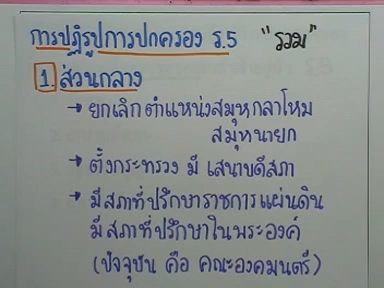 การปฏิรูปการปกครอง ร.5 "รวม"
1. ส่วนกลาง
→ ยกเลิกตำแหน่งสมุหกลาโหม
สมุหนายก
→ ตั้งกระทรวง มี เสนาบดีสภา
→ มีสภาที่ปรึกษาราชการแผ่นดิน
มีสภาที่ปรึกษาในพระองค์
(ปัจจุบัน คือ คณะองคมนตรี)